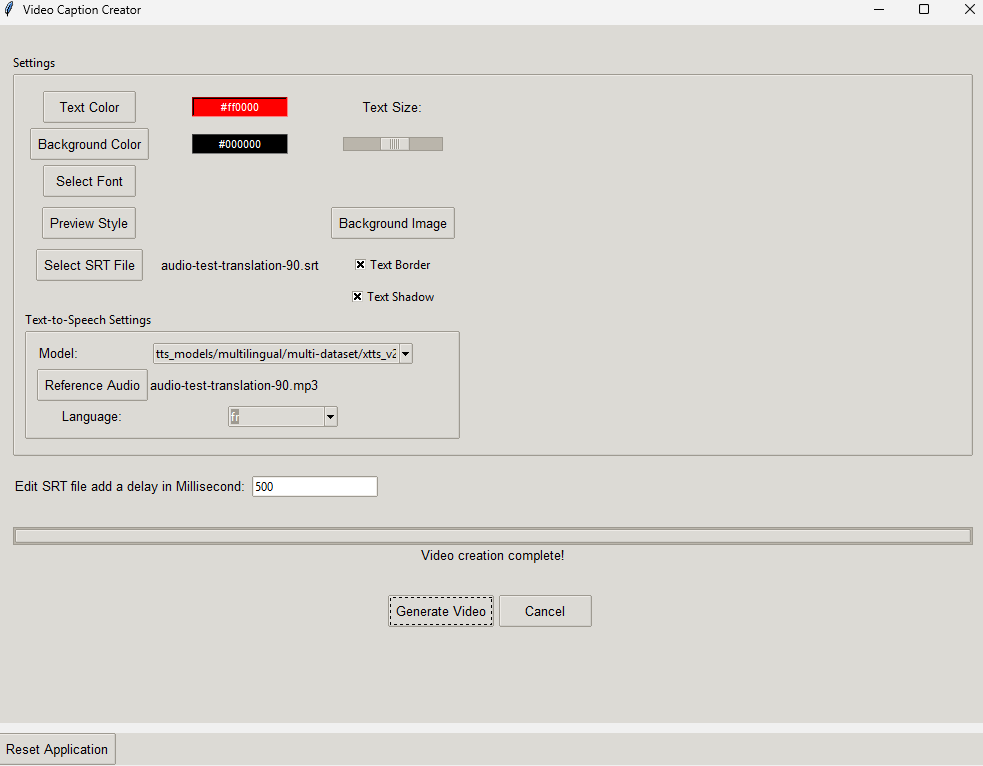 Video Caption Creator
Settings
Text Color #ff0000 Text Size:
Background Color #000000
Select Font
Preview Style Background Image
Select SRT File audio-test-translation-90.srt Text Border
Text Shadow
Text-to-Speech Settings
Model: tts_models/multilingual/multi-dataset/xtts_v2
Reference Audio audio-test-translation-90.mp3
Language: fr
Edit SRT file add a delay in Millisecond: 500
Video creation complete!
Generate Video Cancel
Reset Application